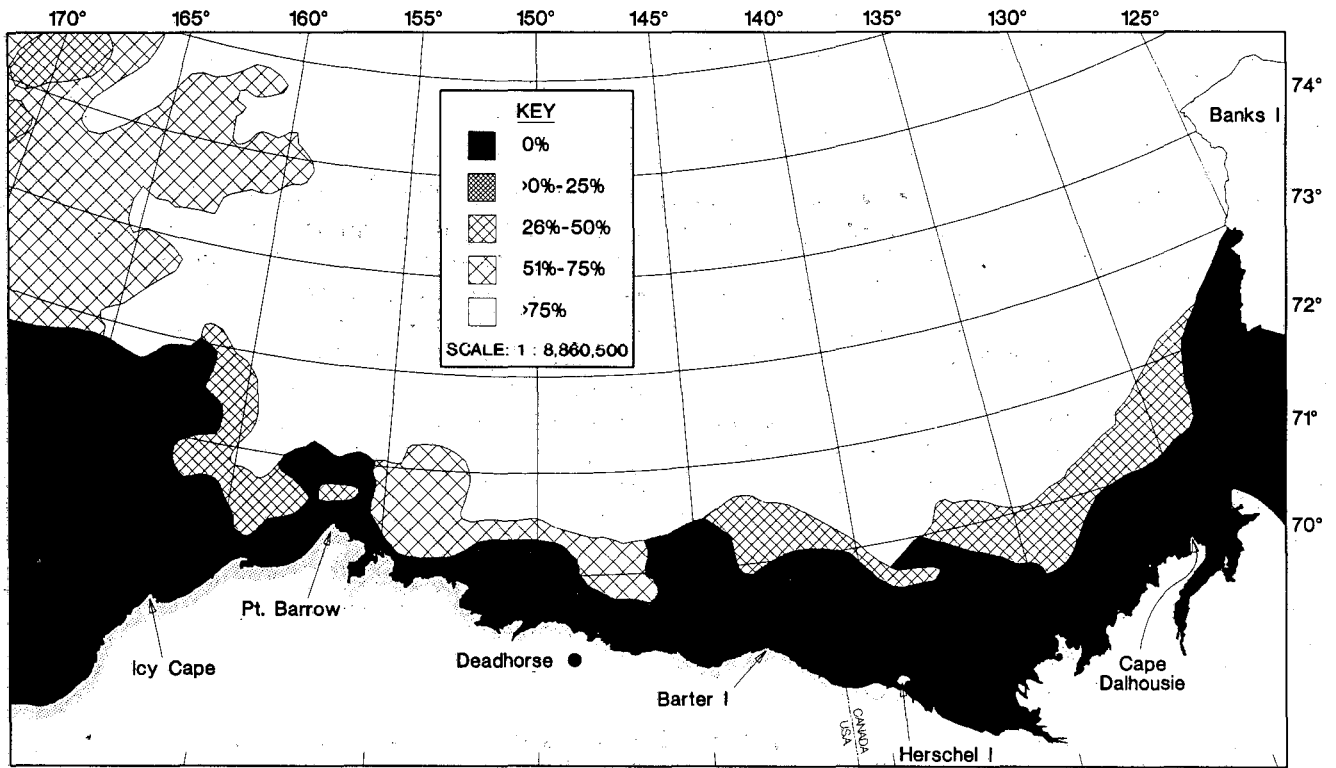 170° 165° 160° 155° 150° 145° 140° 135° 130° 125°
74°
Banks I
73°
72°
71°
70°
KEY
0%
>0%-25%
26%-50%
51%-75%
>75%
SCALE: 1 : 8,860,500
Pt. Barrow
Icy Cape
Deadhorse
Barter I
CANADA
USA
Herschel I
Cape
Dalhousie